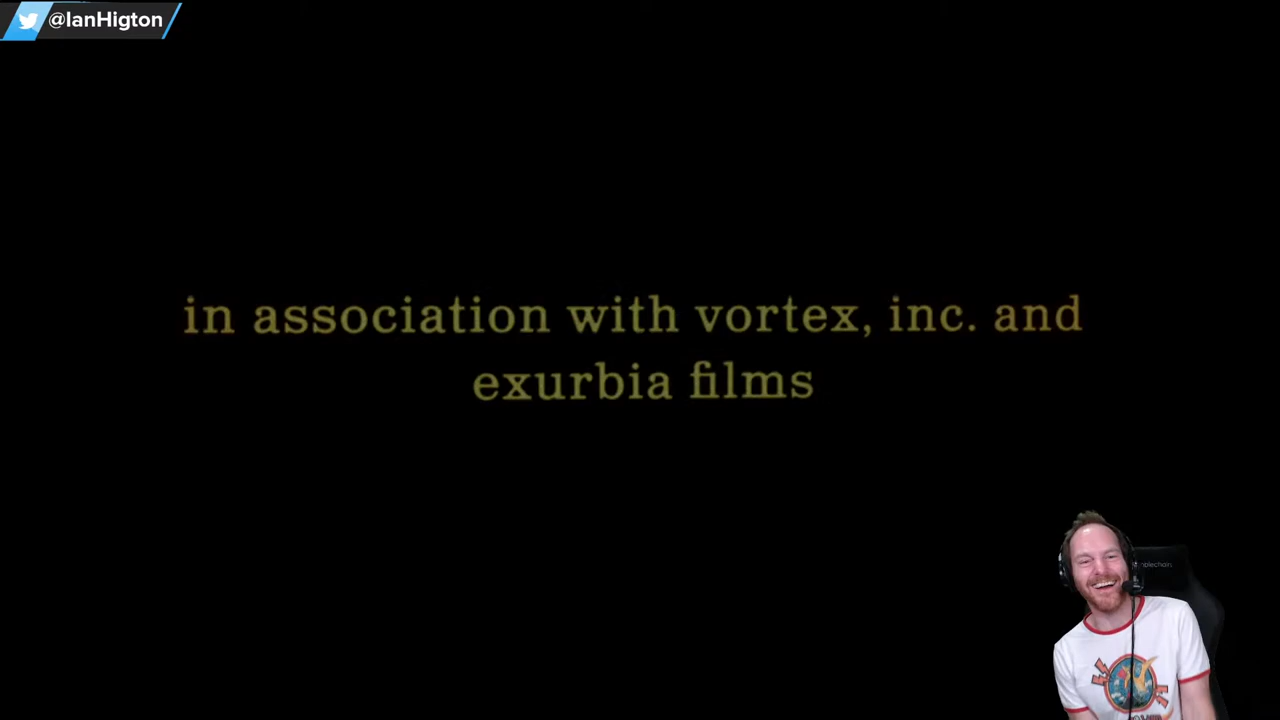 @IanHigton
in association with vortex, inc. and
exurbia films